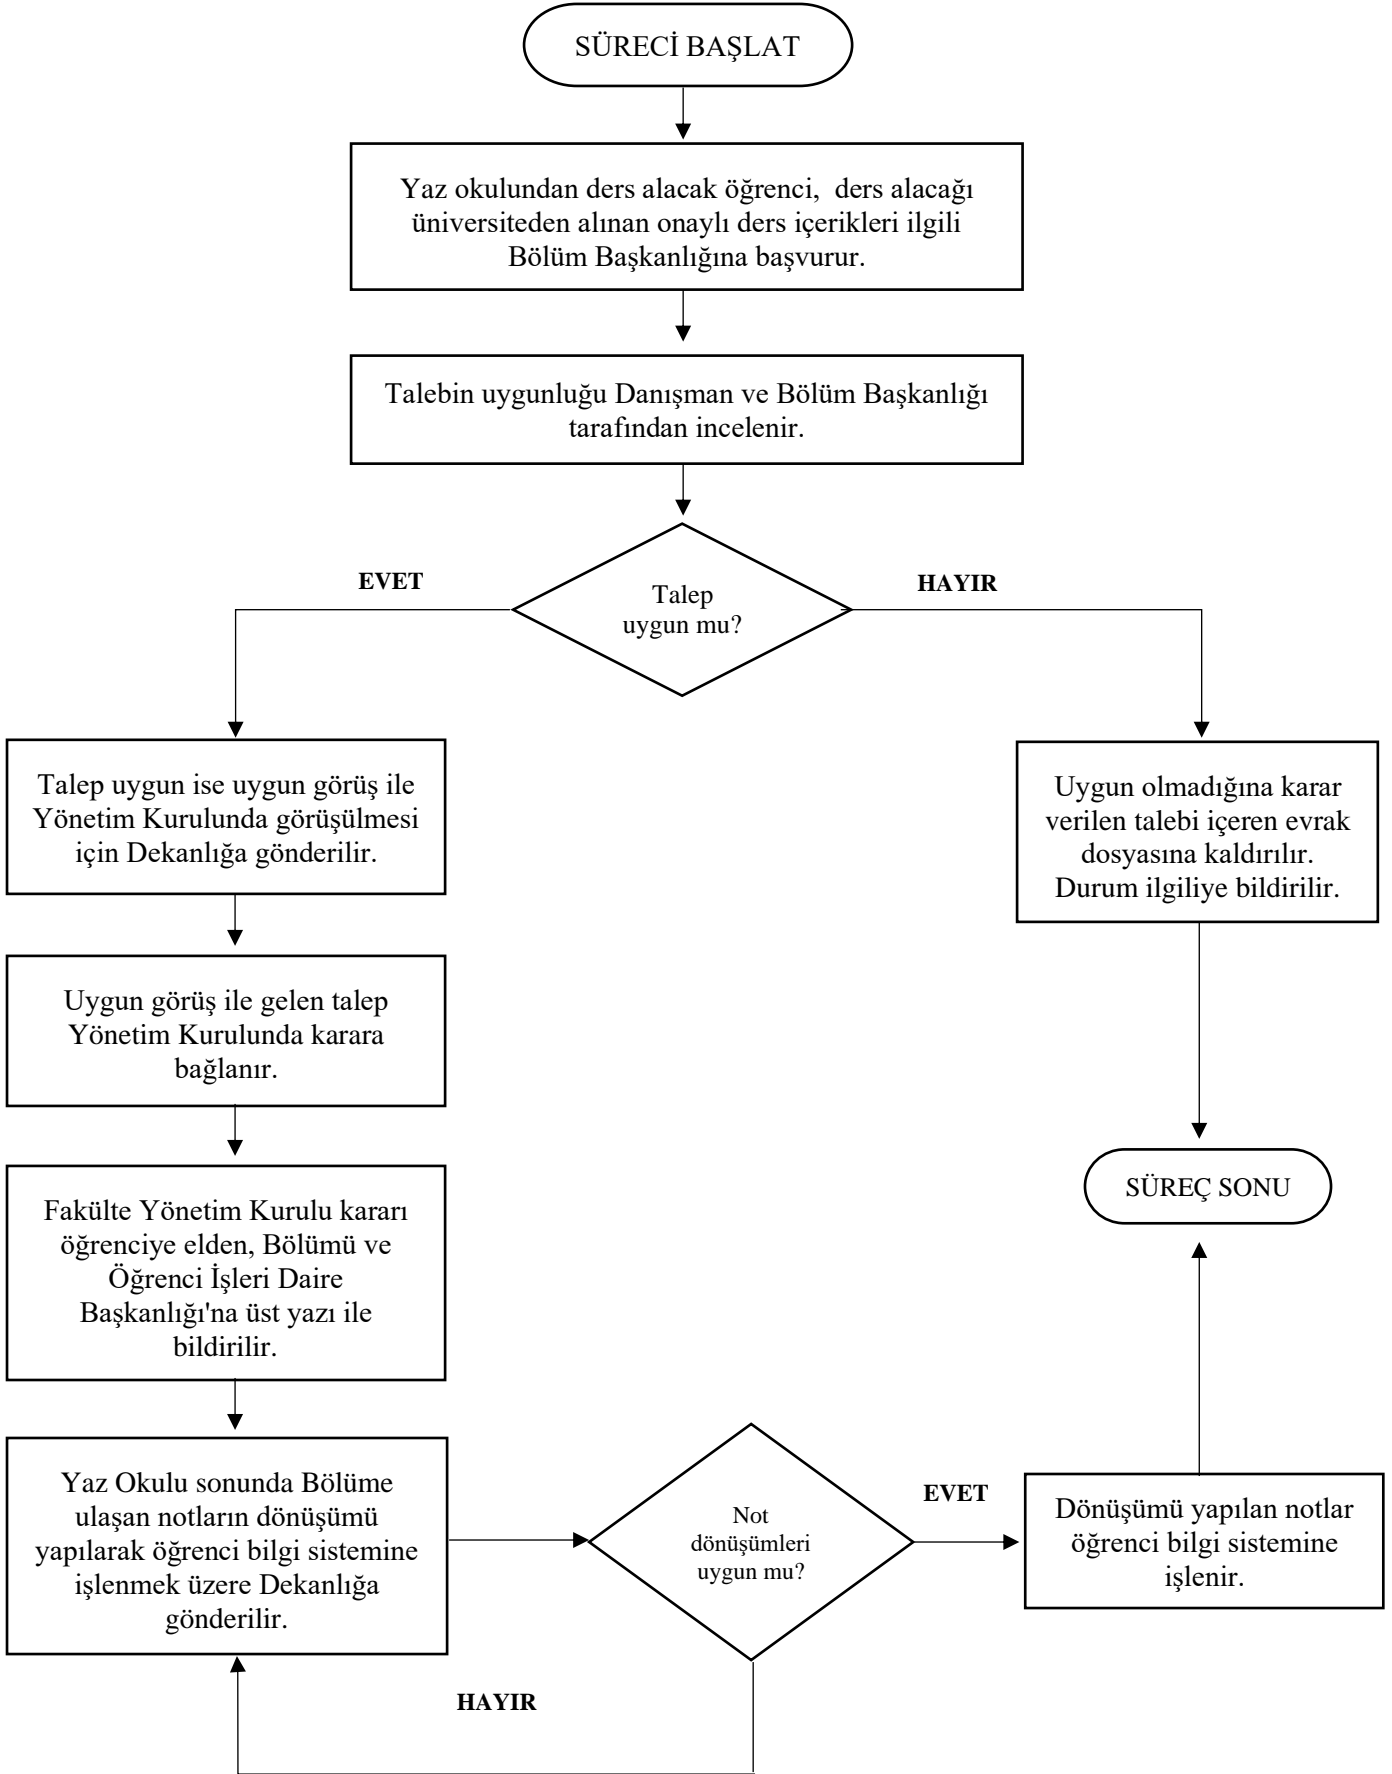 SÜRECİ BAŞLAT
Yaz okulundan ders alacak öğrenci,  ders alacağı
üniversiteden alınan onaylı ders içerikleri ilgili
Bölüm Başkanlığına başvurur.
Talebin uygunluğu Danışman ve Bölüm Başkanlığı
tarafından incelenir.
EVET
Talep
uygun mu?
HAYIR
Talep uygun ise uygun görüş ile
Yönetim Kurulunda görüşülmesi
için Dekanlığa gönderilir.
Uygun olmadığına karar
verilen talebi içeren evrak
dosyasına kaldırılır.
Durum ilgiliye bildirilir.
Uygun görüş ile gelen talep
Yönetim Kurulunda karara
bağlanır.
Fakülte Yönetim Kurulu kararı
öğrenciye elden, Bölümü ve
Öğrenci İşleri Daire
Başkanlığı'na üst yazı ile
bildirilir.
SÜREÇ SONU
Yaz Okulu sonunda Bölüme
ulaşan notların dönüşümü
yapılarak öğrenci bilgi sistemine
işlenmek üzere Dekanlığa
gönderilir.
Not
dönüşümleri
uygun mu?
EVET
Dönüşümü yapılan notlar
öğrenci bilgi sistemine
işlenir.
HAYIR